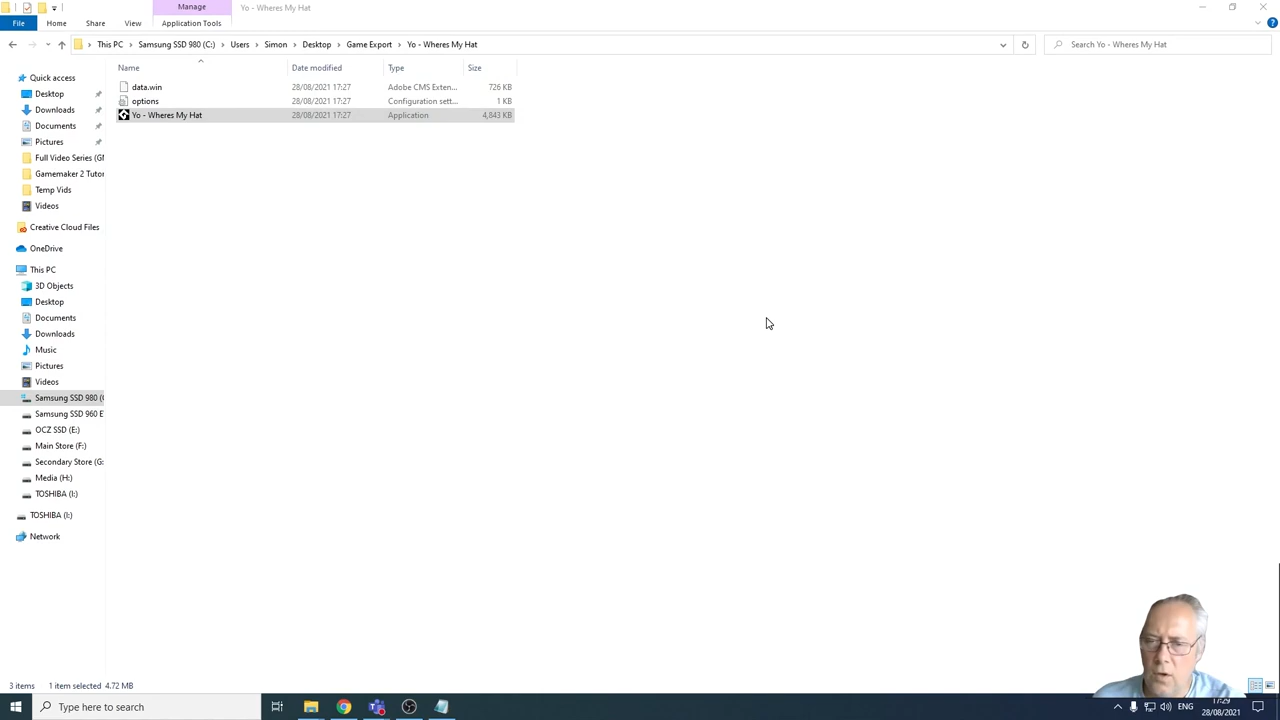 Manage
Yo - Wheres My Hat
File
Home
Share
View
Application Tools
This PC
Samsung SSD 980 (C:)
Users
Simon
Desktop
Game Export
Yo - Wheres My Hat
Search Yo - Wheres My Hat
Name
Date modified
Type
Size
data.win
28/08/2021 17:27
Adobe CMS Exten...
726 KB
options
28/08/2021 17:27
Configuration sett...
1 KB
Yo - Wheres My Hat
28/08/2021 17:27
Application
4,843 KB
Quick access
Desktop
Downloads
Documents
Pictures
Full Video Series (GM
Gamemaker 2 Tutor
Temp Vids
Videos
Creative Cloud Files
OneDrive
This PC
3D Objects
Desktop
Downloads
Documents
Music
Pictures
Videos
Samsung SSD 980 (C
Samsung SSD 960 E
OCZ SSD (E:)
Main Store (F:)
Secondary Store (G:
Media (H:)
TOSHIBA (I:)
TOSHIBA (I:)
Network
3 items
1 item selected 4.72 MB
Type here to search
ENG
17:29
28/08/2021